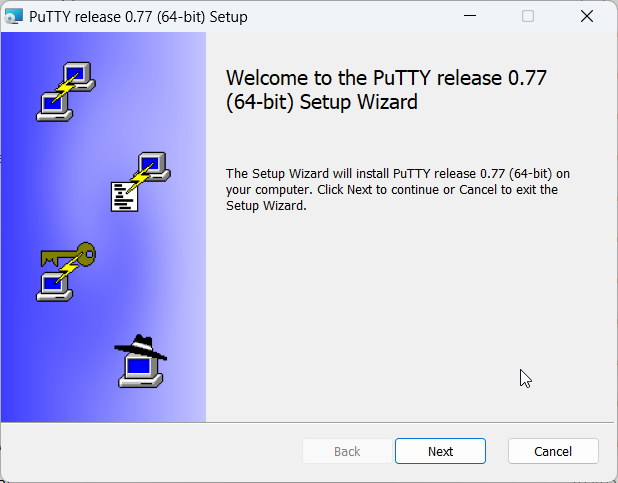 PuTTY release 0.77 (64-bit) Setup
Welcome to the PuTTY release 0.77
(64-bit) Setup Wizard
The Setup Wizard will install PuTTY release 0.77 (64-bit) on
your computer. Click Next to continue or Cancel to exit the
Setup Wizard.
Back
Next
Cancel